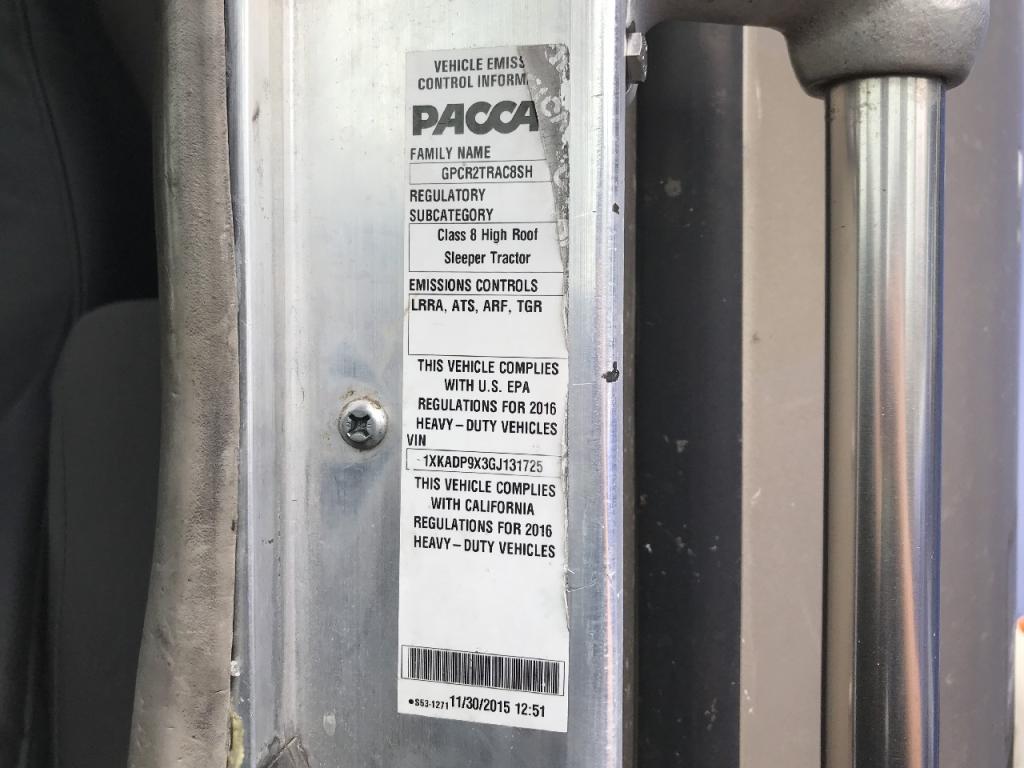 VEHICLE EMISS
CONTROL INFORM
PACCA
FAMILY NAME
GPCR2TRAC8SH
REGULATORY
SUBCATEGORY
Class 8 High Roof
Sleeper Tractor
EMISSIONS CONTROLS
LRRA, ATS, ARF, TGR
THIS VEHICLE COMPLIES
WITH U.S. EPA
REGULATIONS FOR 2016
HEAVY-DUTY VEHICLES
VIN
1XKADP9X3GJ131725
THIS VEHICLE COMPLIES
WITH CALIFORNIA
REGULATIONS FOR 2016
HEAVY-DUTY VEHICLES
•S53-1271 11/30/2015 12:51